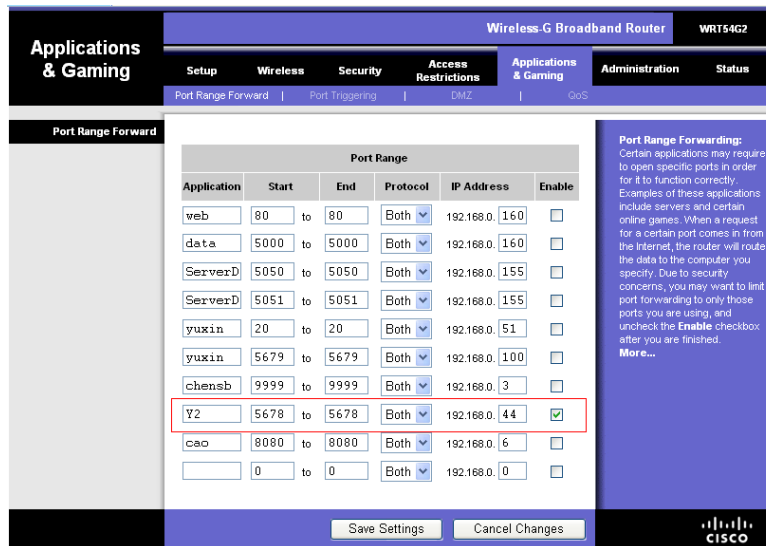 Wireless-G Broadband Router WRT54G2
Applications
& Gaming
Setup Wireless Security Access Restrictions Applications & Gaming Administration Status
Port Range Forward | Port Triggering | DMZ | QoS
Port Range Forward
Port Range
Application Start End Protocol IP Address Enable
web 80 to 80 Both 192.168.0. 160
data 5000 to 5000 Both 192.168.0. 160
ServerD 5050 to 5050 Both 192.168.0. 155
ServerD 5051 to 5051 Both 192.168.0. 155
yuxin 20 to 20 Both 192.168.0. 51
yuxin 5679 to 5679 Both 192.168.0. 100
chensb 9999 to 9999 Both 192.168.0. 3
Y2 5678 to 5678 Both 192.168.0. 44
cao 8080 to 8080 Both 192.168.0. 6
0 to 0 Both 192.168.0. 0
Save Settings Cancel Changes
Port Range Forwarding:
Certain applications may require
to open specific ports in order
for it to function correctly.
Examples of these applications
include servers and certain
online games. When a request
for a certain port comes in from
the Internet, the router will route
the data to the computer you
specify. Due to security
concerns, you may want to limit
port forwarding to only those
ports you are using, and
uncheck the Enable checkbox
after you are finished.
More...
CISCO